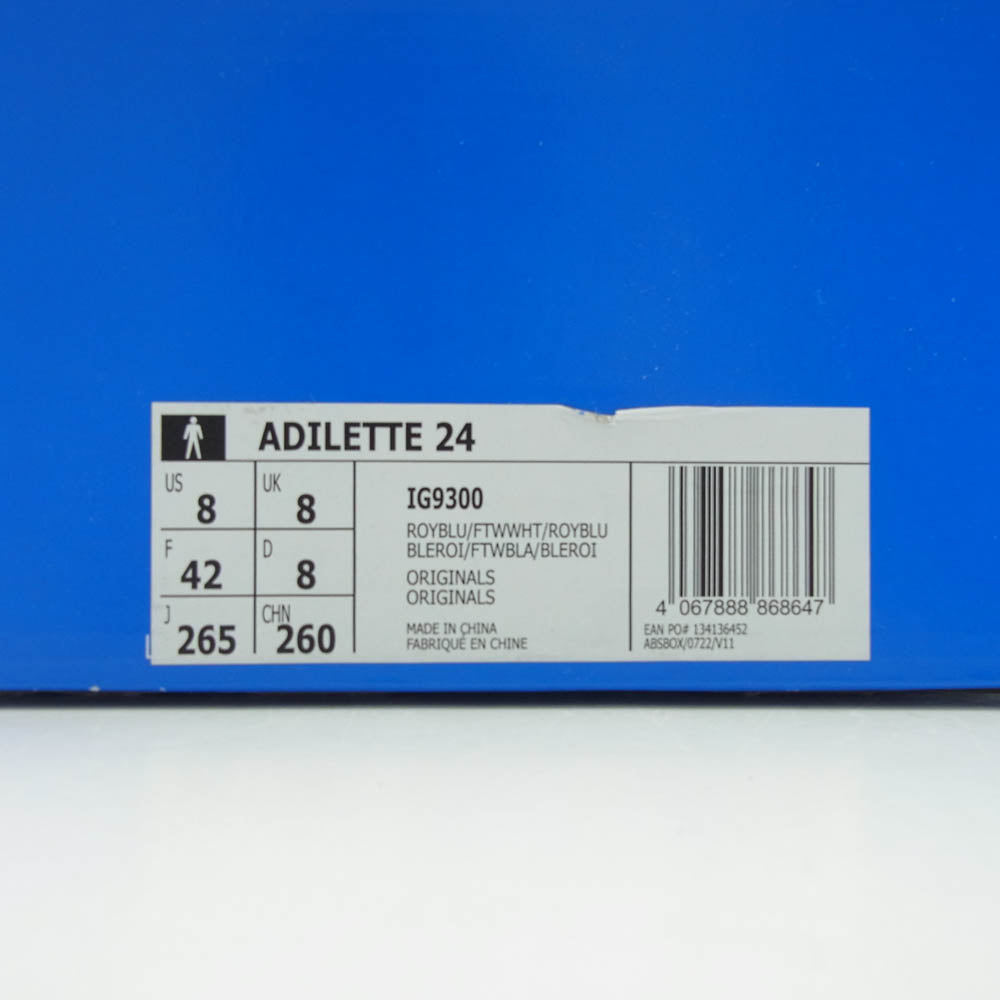 ADILETTE 24
US 8 UK 8
F 42 D 8
J 265 CHN 260
IG9300
ROYBLU/FTWWHT/ROYBLU
BLEROI/FTWBLA/BLEROI
ORIGINALS
ORIGINALS
MADE IN CHINA
FABRIQUÉ EN CHINE
4 067888 868647
EAN PO# 134136452
ABSBOX/0722/V11